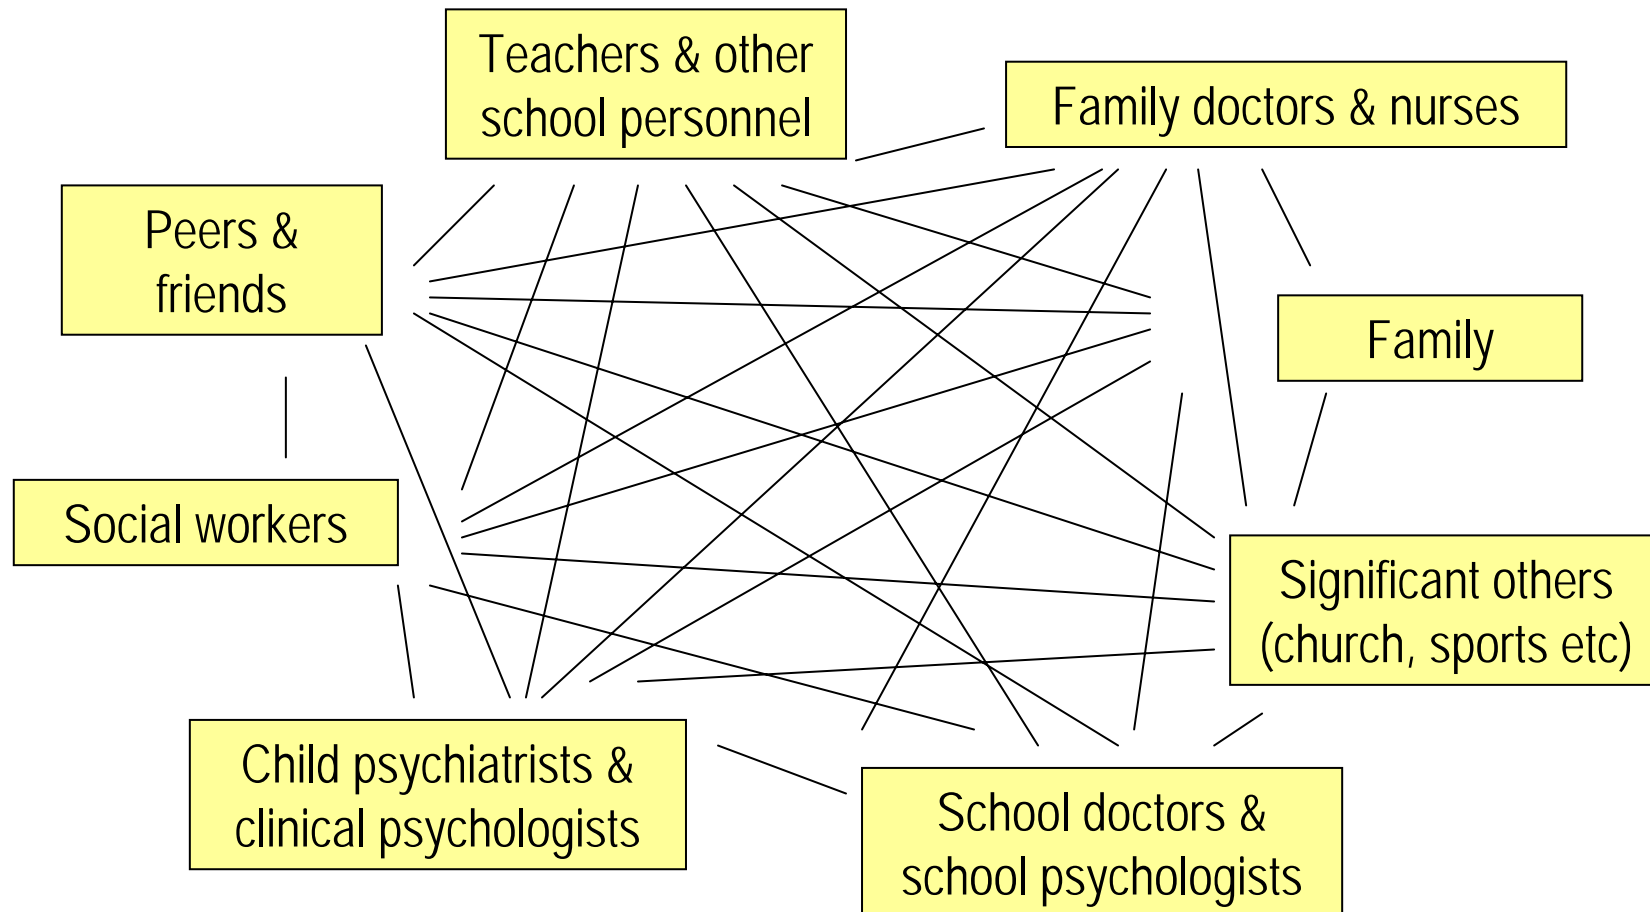 Teachers & other
school personnel
Family doctors & nurses
Peers &
friends
Family
Social workers
Significant others
(church, sports etc)
Child psychiatrists &
clinical psychologists
School doctors &
school psychologists